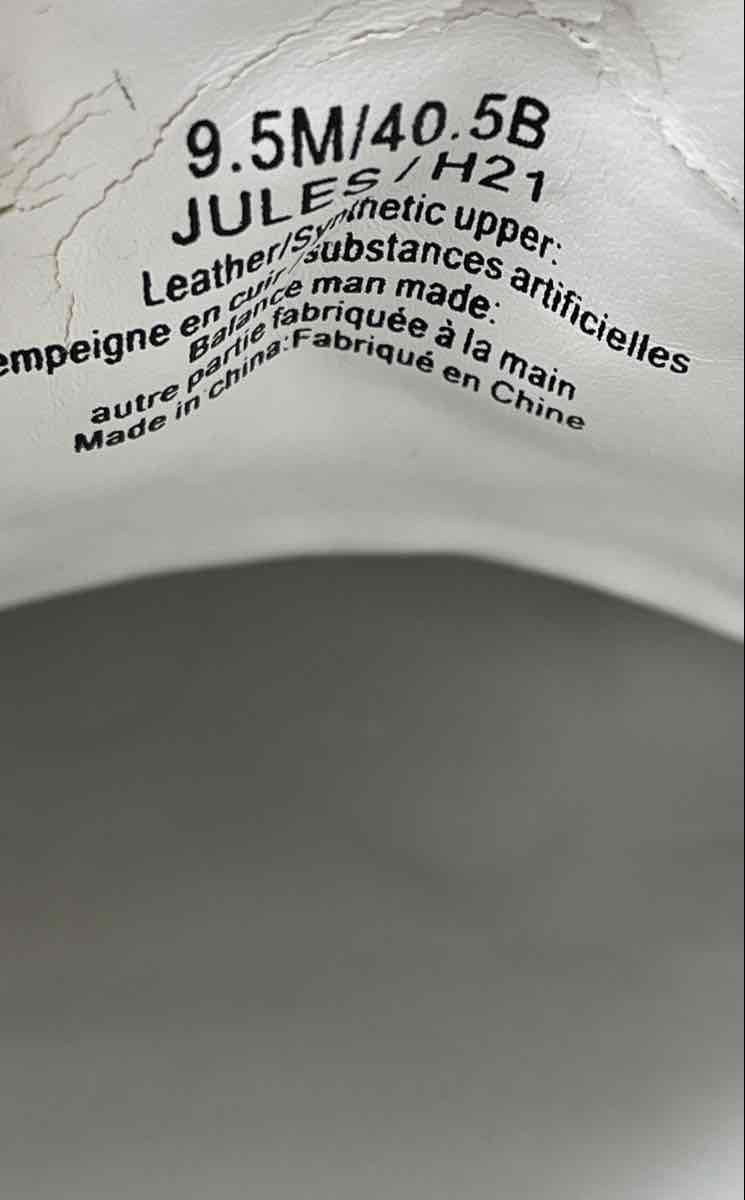 9.5M/40.5B
JULES/H21
Leather/Synthetic upper:
empeigne en cuir/substances artificielles
Balance man made:
autre partie fabriquée à la main
Made in china:Fabriqué en Chine